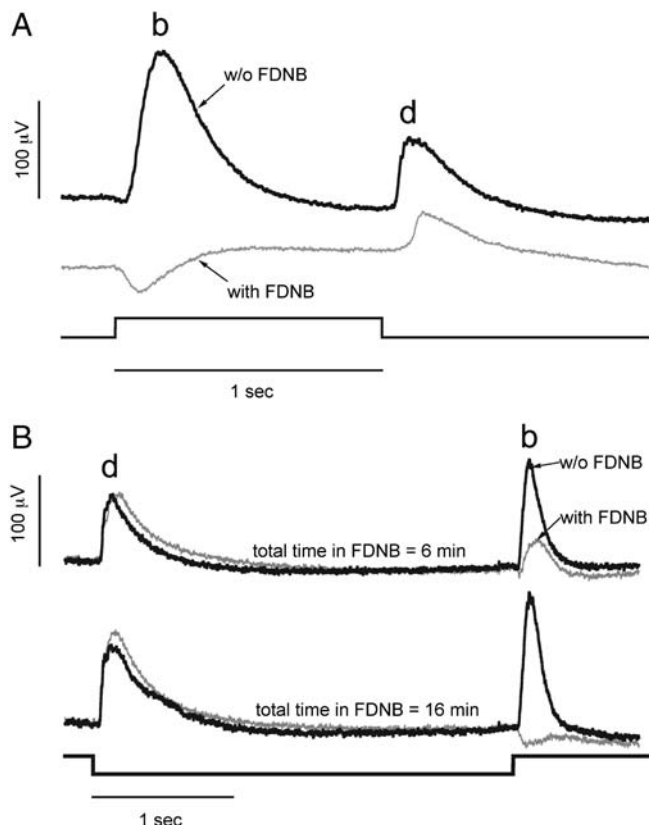 A
b
w/o FDNB
d
100 µV
with FDNB
1 sec
B
d
b
w/o FDNB
100 µV
with FDNB
total time in FDNB = 6 min
total time in FDNB = 16 min
1 sec